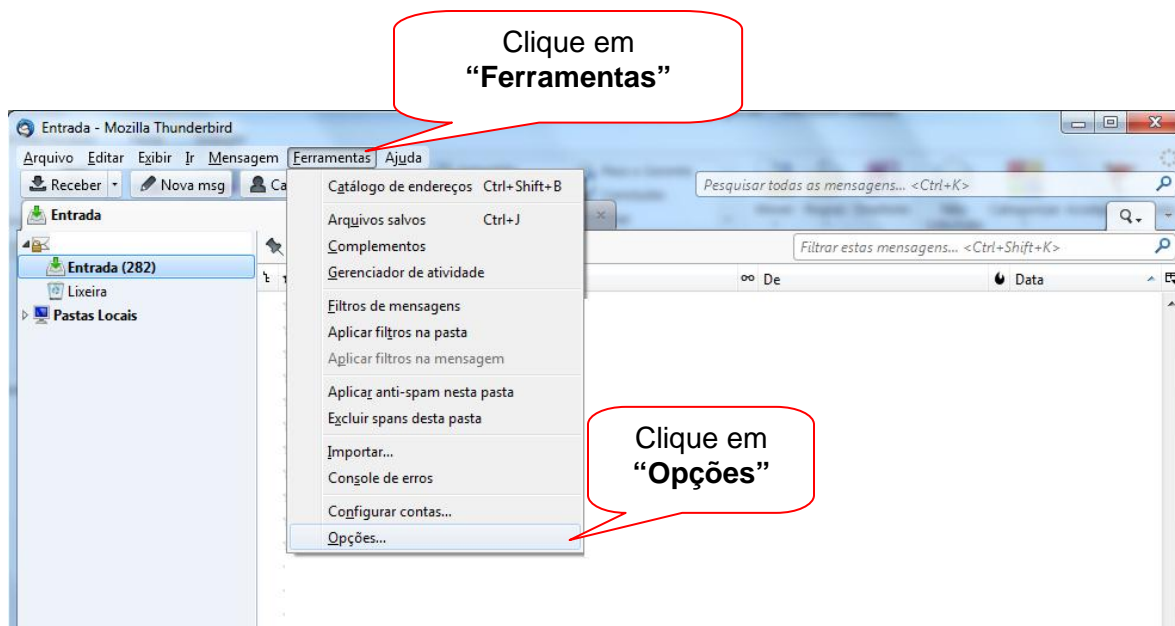 Clique em
“Ferramentas”
Entrada - Mozilla Thunderbird
Arquivo Editar Exibir Ir Mensagem Ferramentas Ajuda
Receber Nova msg Ca
Pesquisar todas as mensagens... <Ctrl+K>
Entrada
Filtrar estas mensagens... <Ctrl+Shift+K>
Entrada (282)
Lixeira
Pastas Locais
De
Data
Catálogo de endereços Ctrl+Shift+B
Arquivos salvos Ctrl+J
Complementos
Gerenciador de atividade
Filtros de mensagens
Aplicar filtros na pasta
Aplicar filtros na mensagem
Aplicar anti-spam nesta pasta
Excluir spans desta pasta
Importar...
Console de erros
Configurar contas...
Opções...
Clique em
“Opções”